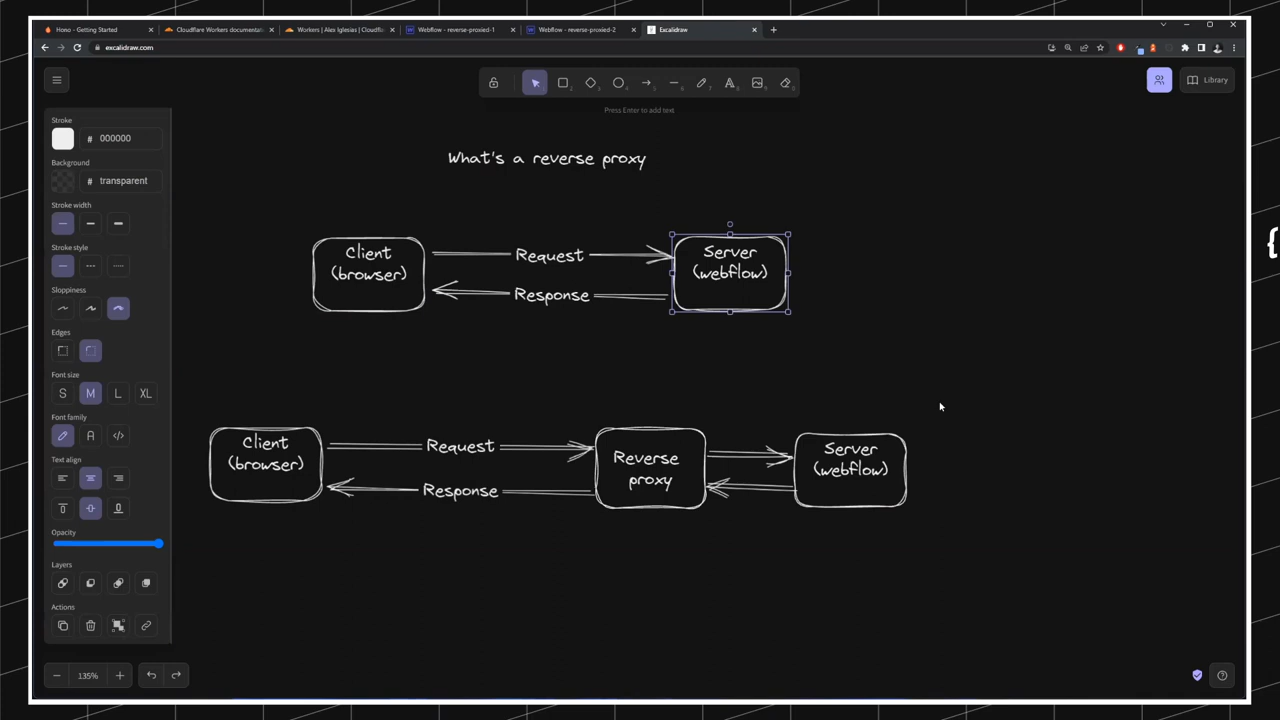 Hono - Getting Started
Cloudflare Workers documentati
Workers | Alex Iglesias | Cloudfl
Webflow - reverse-proxied-1
Webflow - reverse-proxied-2
Excalidraw
excalidraw.com
Library
Press Enter to add text
Stroke
# 000000
Background
# transparent
Stroke width
Stroke style
Sloppiness
Edges
Font size
S M L XL
Font family
A
Text align
Opacity
Layers
Actions
135%
What's a reverse proxy
Client
(browser)
Request
Response
Server
(webflow)
Client
(browser)
Request
Response
Reverse
proxy
Server
(webflow)
{